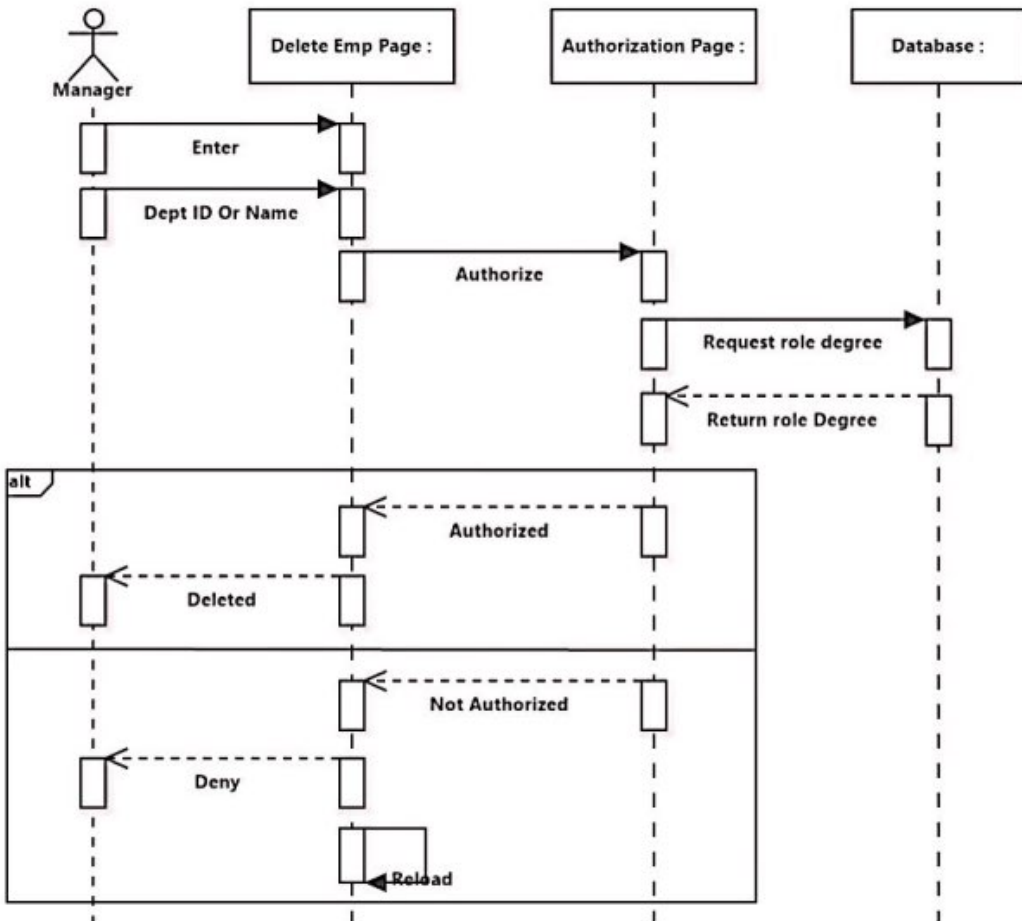 Delete Emp Page :
Authorization Page :
Database :
Manager
Enter
Dept ID Or Name
Authorize
Request role degree
Return role Degree
alt
Authorized
Deleted
Not Authorized
Deny
Reload